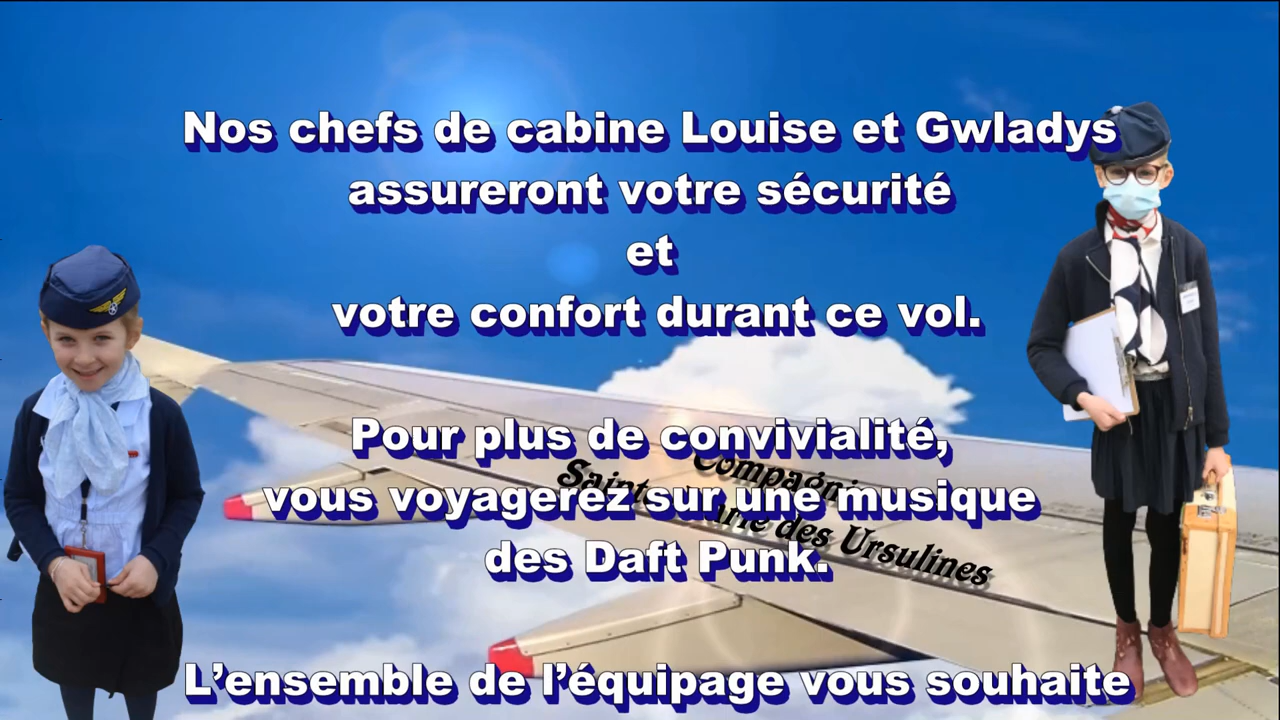 Nos chefs de cabine Louise et Gwladys
assureront votre sécurité
et
votre confort durant ce vol.
Pour plus de convivialité,
Compagnie
vous voyagerez sur une musique
Sainte des Ursulines
des Daft Punk.
L’ensemble de l’équipage vous souhaite